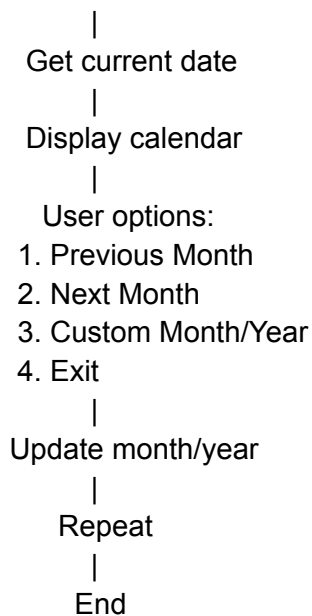 |
Get current date
|
Display calendar
|
User options:
1. Previous Month
2. Next Month
3. Custom Month/Year
4. Exit
|
Update month/year
|
Repeat
|
End